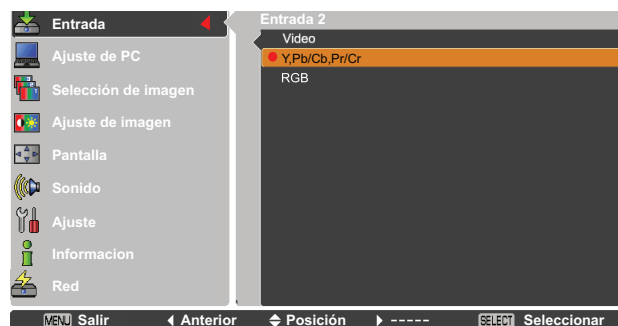 Entrada
Ajuste de PC
Selección de imagen
Ajuste de imagen
Pantalla
Sonido
Ajuste
Informacion
Red
Entrada 2
Video
Y,Pb/Cb,Pr/Cr
RGB
MENU Salir Anterior Posición ----- SELECT Seleccionar